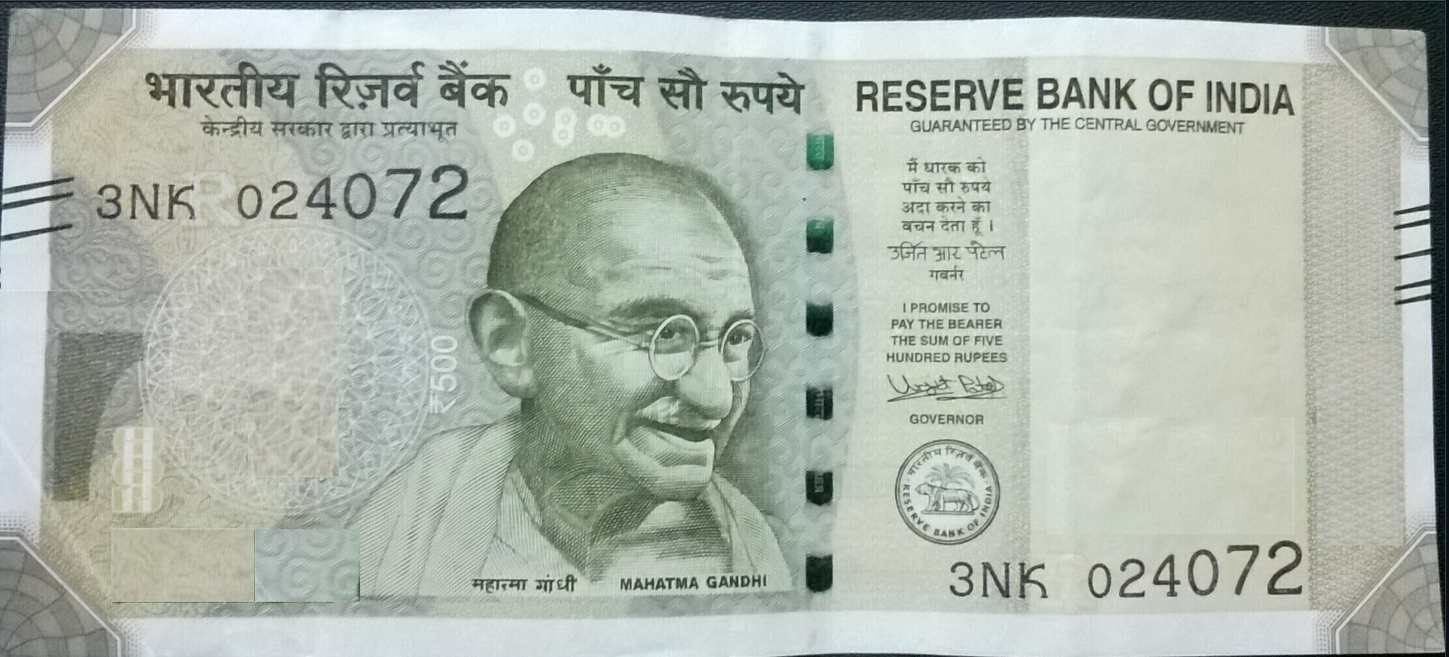 भारतीय रिज़र्व बैंक
केन्द्रीय सरकार द्वारा प्रत्याभूत
पाँच सौ रुपये
RESERVE BANK OF INDIA
GUARANTEED BY THE CENTRAL GOVERNMENT
3NK 024072
₹500
मैं धारक को
पाँच सौ रुपये
अदा करने का
वचन देता हूँ ।
उर्जित आर पटेल
गवर्नर
I PROMISE TO
PAY THE BEARER
THE SUM OF FIVE
HUNDRED RUPEES
GOVERNOR
भारतीय रिज़र्व बैंक
RESERVE BANK OF INDIA
महात्मा गांधी
MAHATMA GANDHI
3NK 024072